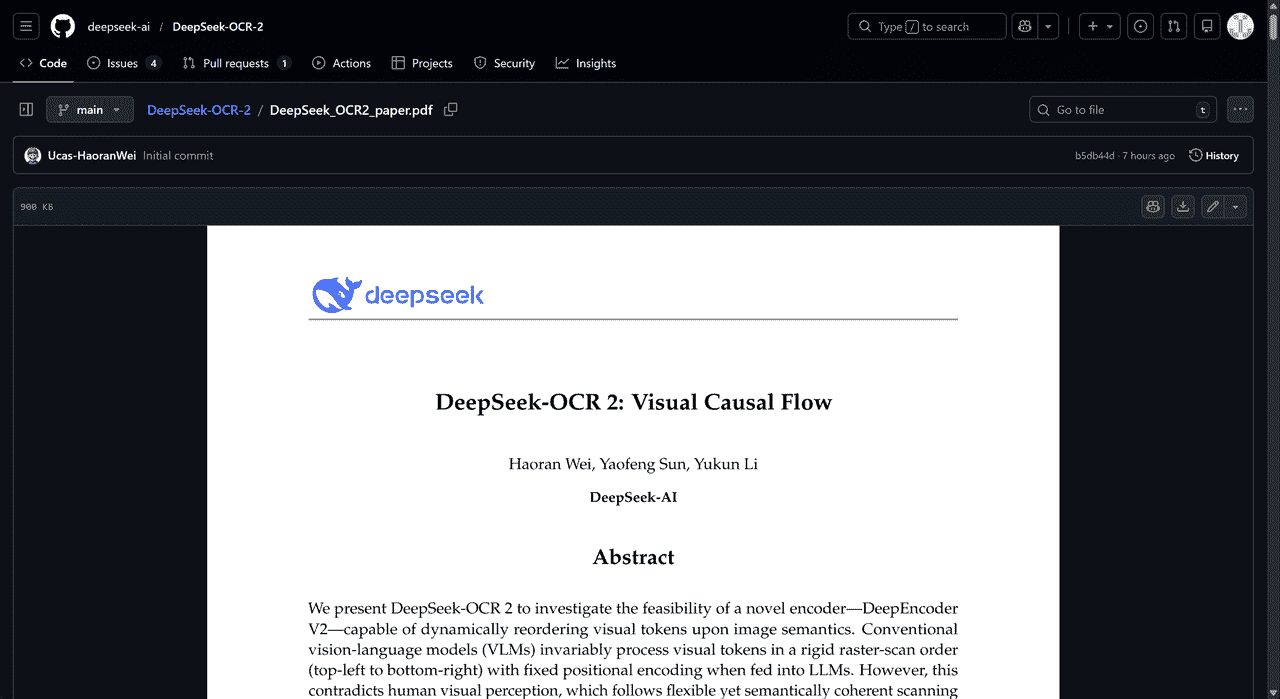 deepseek-ai / DeepSeek-OCR-2
Type / to search
Code
Issues 4
Pull requests 1
Actions
Projects
Security
Insights
main
DeepSeek-OCR-2 / DeepSeek_OCR2_paper.pdf
Go to file
t
Ucas-HaoranWei Initial commit
b5db44d · 7 hours ago
History
900 KB
deepseek
DeepSeek-OCR 2: Visual Causal Flow
Haoran Wei, Yaofeng Sun, Yukun Li
DeepSeek-AI
Abstract
We present DeepSeek-OCR 2 to investigate the feasibility of a novel encoder—DeepEncoder
V2—capable of dynamically reordering visual tokens upon image semantics. Conventional
vision-language models (VLMs) invariably process visual tokens in a rigid raster-scan order
(top-left to bottom-right) with fixed positional encoding when fed into LLMs. However, this
contradicts human visual perception, which follows flexible yet semantically coherent scanning